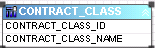 CONTRACT_CLASS
CONTRACT_CLASS_ID
CONTRACT_CLASS_NAME